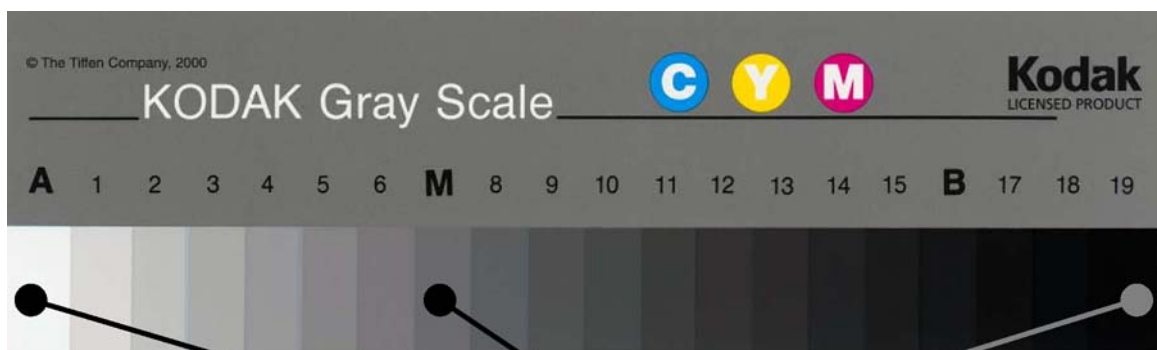 © The Tiffen Company, 2000
KODAK Gray Scale
C Y M
Kodak
LICENSED PRODUCT
A 1 2 3 4 5 6 M 8 9 10 11 12 13 14 15 B 17 18 19